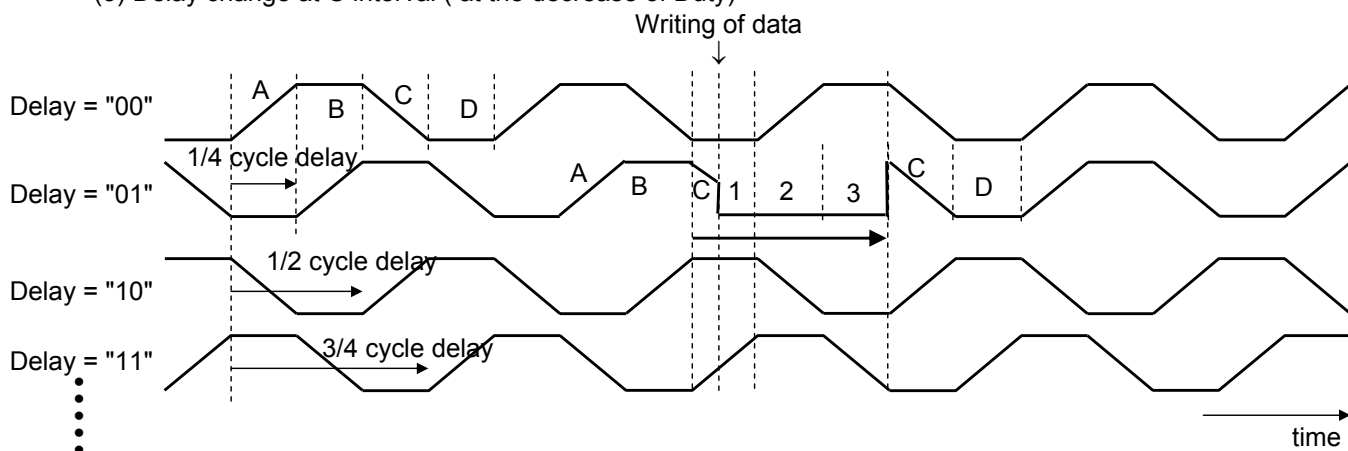 (3) Delay change at C interval ( at the decrease of Duty)
Writing of data
↓
Delay = "00"
A
B
C
D
1/4 cycle delay
Delay = "01"
A
B
C
1
2
3
C
D
Delay = "10"
1/2 cycle delay
Delay = "11"
3/4 cycle delay
time